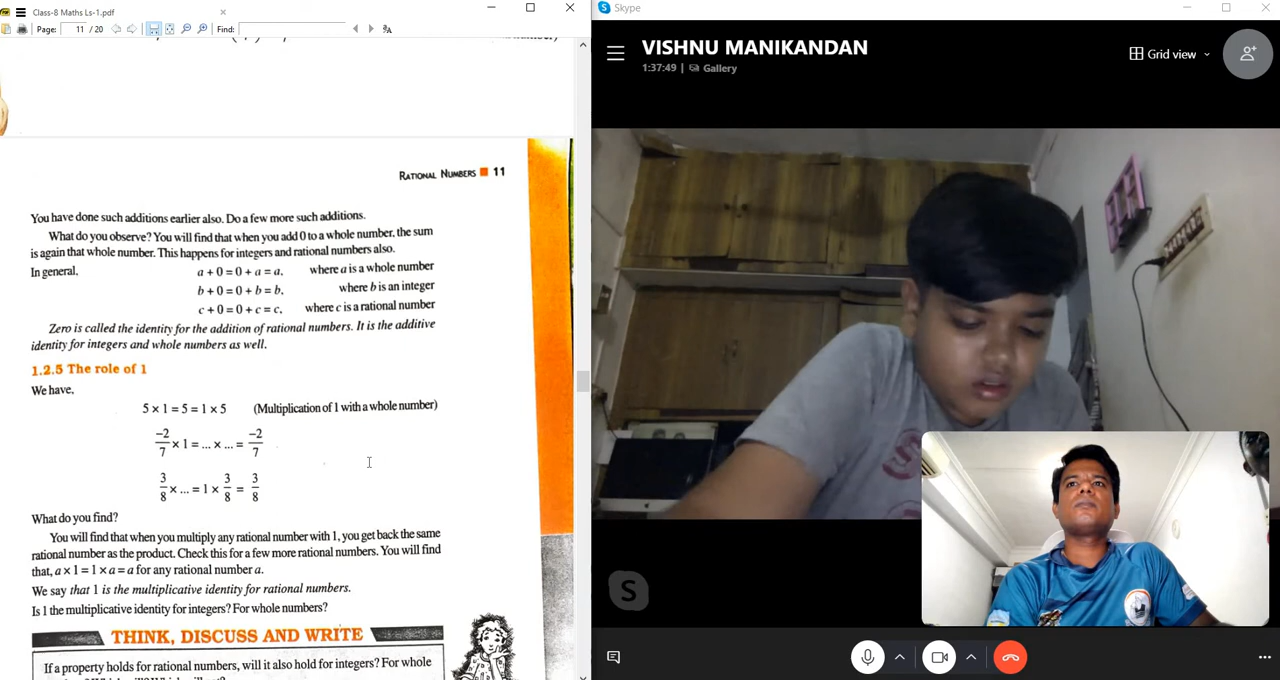 Class-8 Maths Ls-1.pdf
Page: 11 / 20 Find:
RATIONAL NUMBERS 11
You have done such additions earlier also. Do a few more such additions.
What do you observe? You will find that when you add 0 to a whole number, the sum
is again that whole number. This happens for integers and rational numbers also.
In general, a + 0 = 0 + a = a, where a is a whole number
b + 0 = 0 + b = b, where b is an integer
c + 0 = 0 + c = c, where c is a rational number
Zero is called the identity for the addition of rational numbers. It is the additive
identity for integers and whole numbers as well.
1.2.5 The role of 1
We have,
5 × 1 = 5 = 1 × 5 (Multiplication of 1 with a whole number)
-2/7 × 1 = ... × ... = -2/7
3/8 × ... = 1 × 3/8 = 3/8
What do you find?
You will find that when you multiply any rational number with 1, you get back the same
rational number as the product. Check this for a few more rational numbers. You will find
that, a × 1 = 1 × a = a for any rational number a.
We say that 1 is the multiplicative identity for rational numbers.
Is 1 the multiplicative identity for integers? For whole numbers?
THINK, DISCUSS AND WRITE
If a property holds for rational numbers, will it also hold for integers? For whole
Skype
VISHNU MANIKANDAN
1:37:49 | Gallery
Grid view